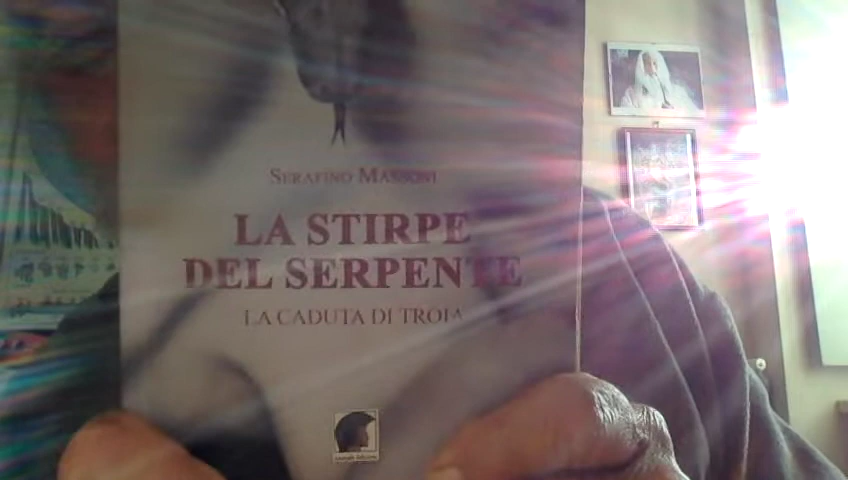 SERAFINO MASSONI
LA STIRPE
DEL SERPENTE
LA CADUTA DI TROIA